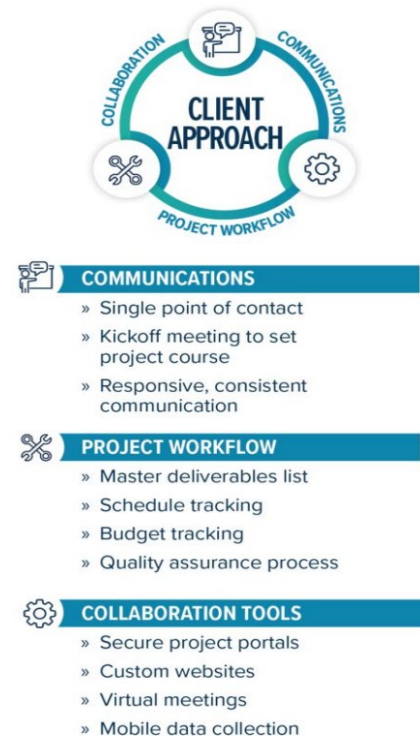 COLLABORATION
COMMUNICATIONS
CLIENT
APPROACH
PROJECT WORKFLOW
COMMUNICATIONS
» Single point of contact
» Kickoff meeting to set
project course
» Responsive, consistent
communication
PROJECT WORKFLOW
» Master deliverables list
» Schedule tracking
» Budget tracking
» Quality assurance process
COLLABORATION TOOLS
» Secure project portals
» Custom websites
» Virtual meetings
» Mobile data collection